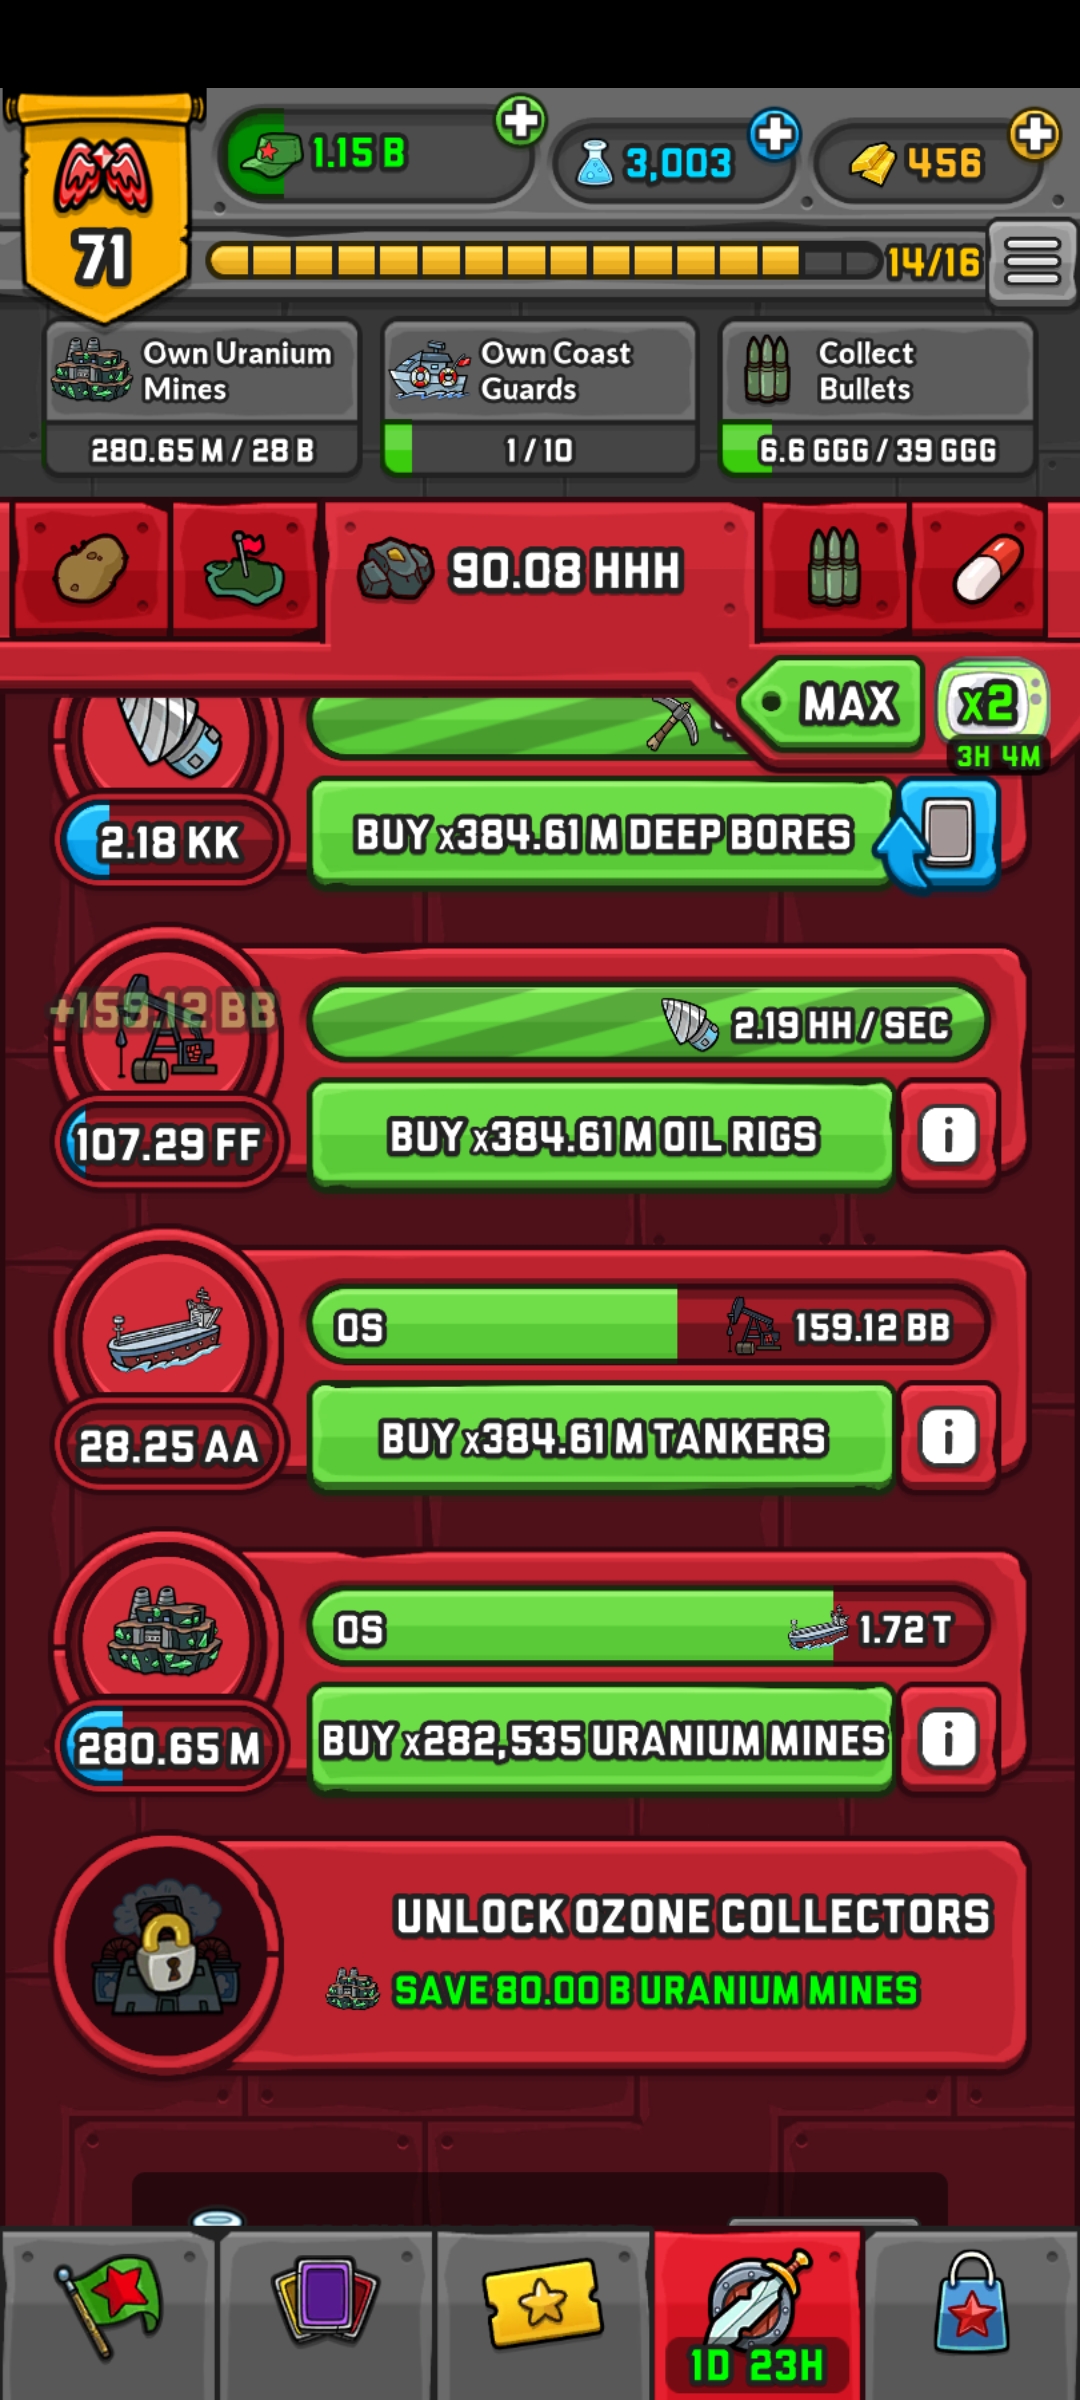 1.15 B
3,003
456
71
14/16
Own Uranium
Mines
280.65 M / 28 B
Own Coast
Guards
1 / 10
Collect
Bullets
6.6 GGG / 39 GGG
90.08 HHH
MAX
x2
3H 4M
2.18 KK
BUY x384.61 M DEEP BORES
+159.12 BB
2.19 HH / SEC
107.29 FF
BUY x384.61 M OIL RIGS
i
0S
159.12 BB
28.25 AA
BUY x384.61 M TANKERS
i
0S
1.72 T
280.65 M
BUY x282,535 URANIUM MINES
i
UNLOCK OZONE COLLECTORS
SAVE 80.00 B URANIUM MINES
1D 23H